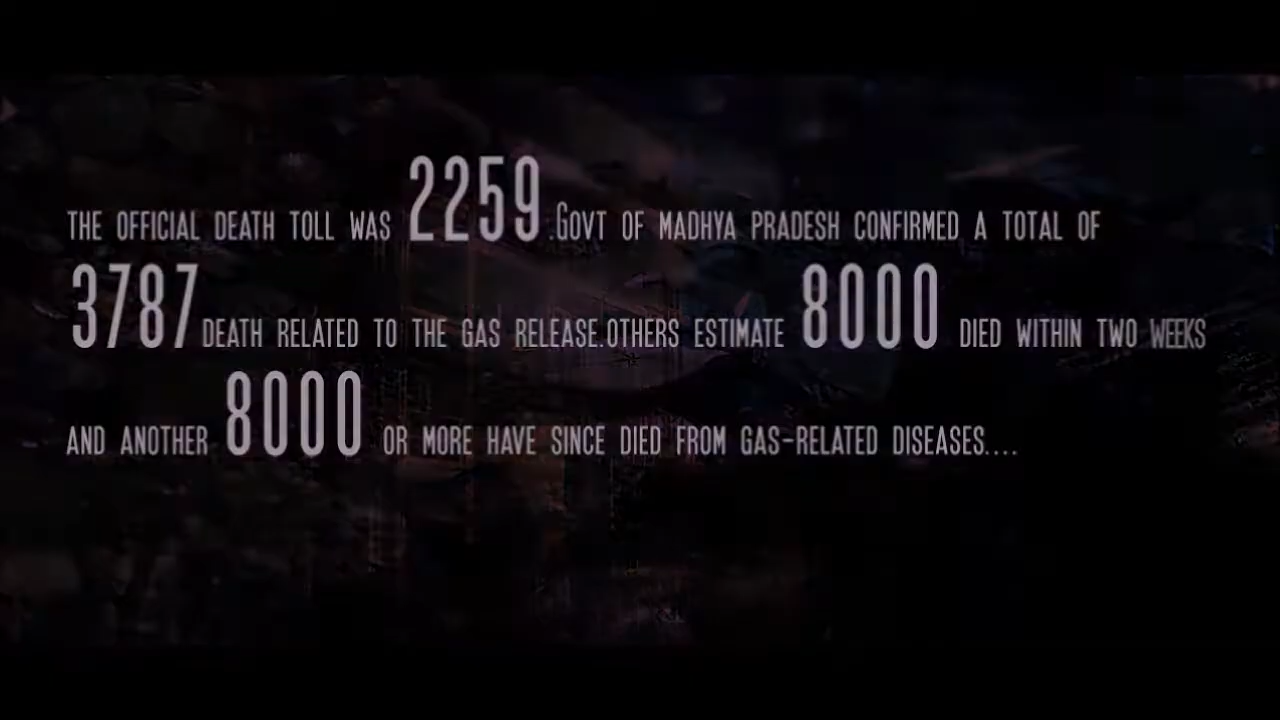 THE OFFICIAL DEATH TOLL WAS 2259.GOVT OF MADHYA PRADESH CONFIRMED A TOTAL OF
3787 DEATH RELATED TO THE GAS RELEASE.OTHERS ESTIMATE 8000 DIED WITHIN TWO WEEKS
AND ANOTHER 8000 OR MORE HAVE SINCE DIED FROM GAS-RELATED DISEASES....